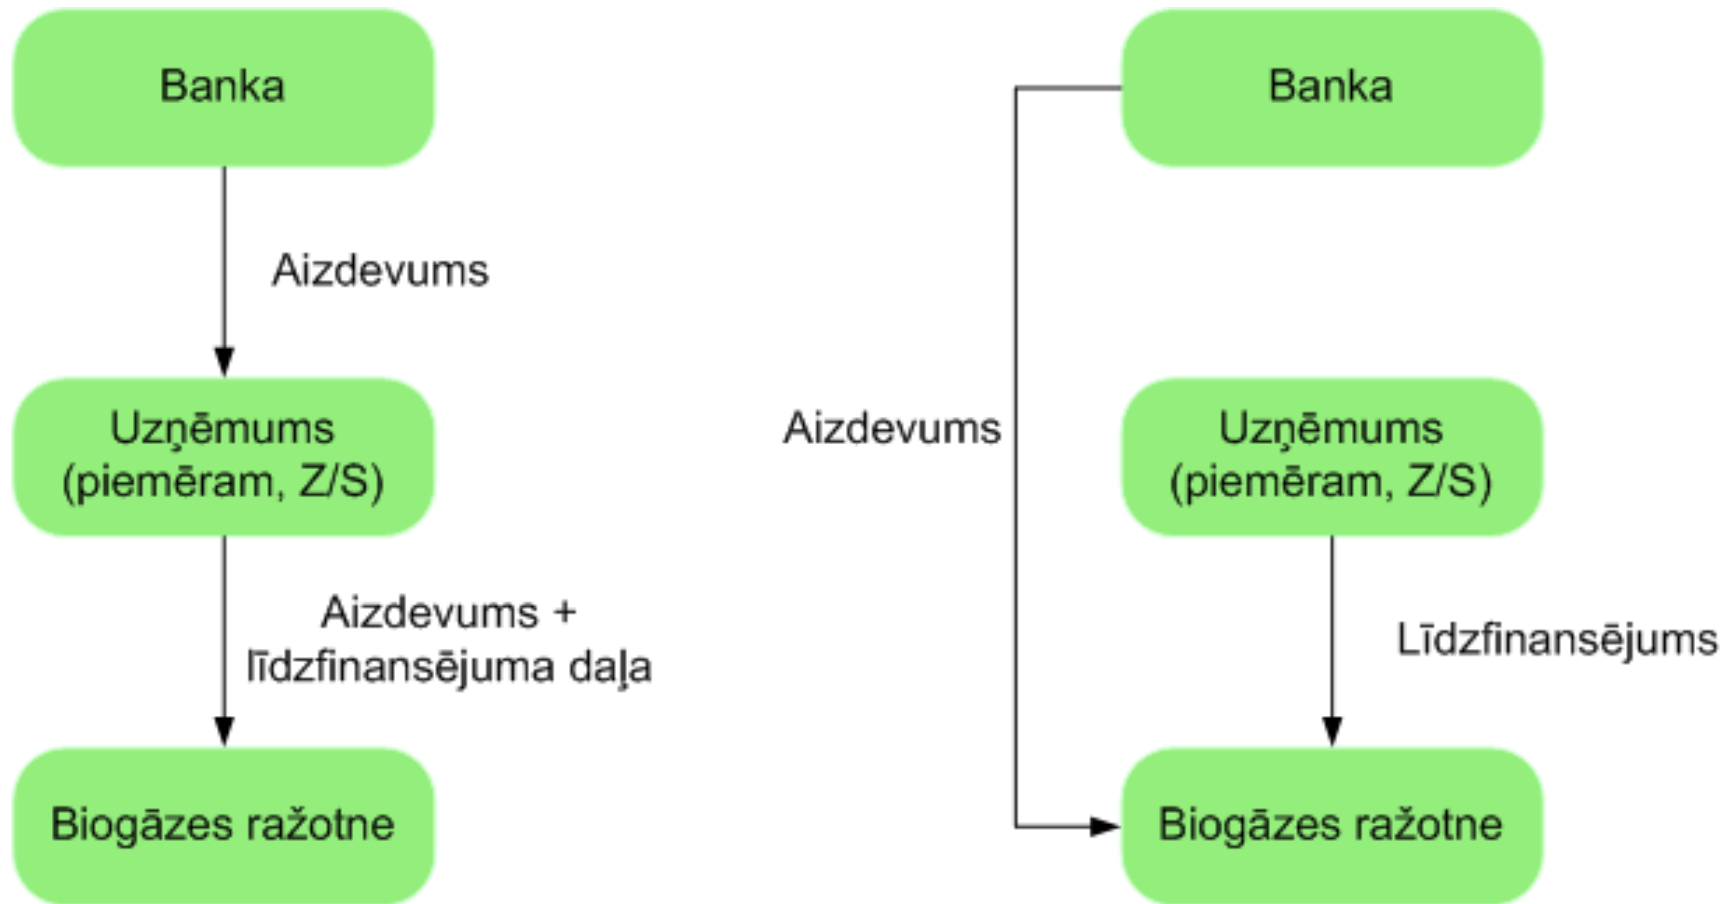 Banka
Aizdevums
Uzņēmums
(piemēram, Z/S)
Aizdevums +
līdzfinansējuma daļa
Biogāzes ražotne
Banka
Aizdevums
Uzņēmums
(piemēram, Z/S)
Līdzfinansējums
Biogāzes ražotne